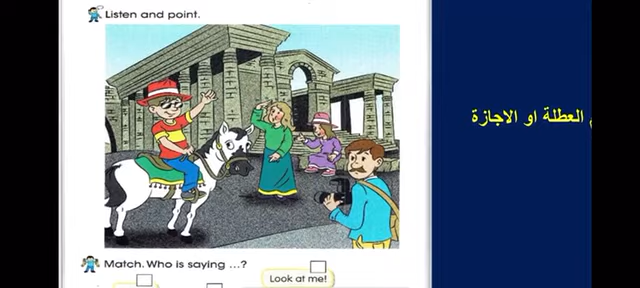 Listen and point.
العطلة او الاجازة
Match. Who is saying ...?
Look at me!